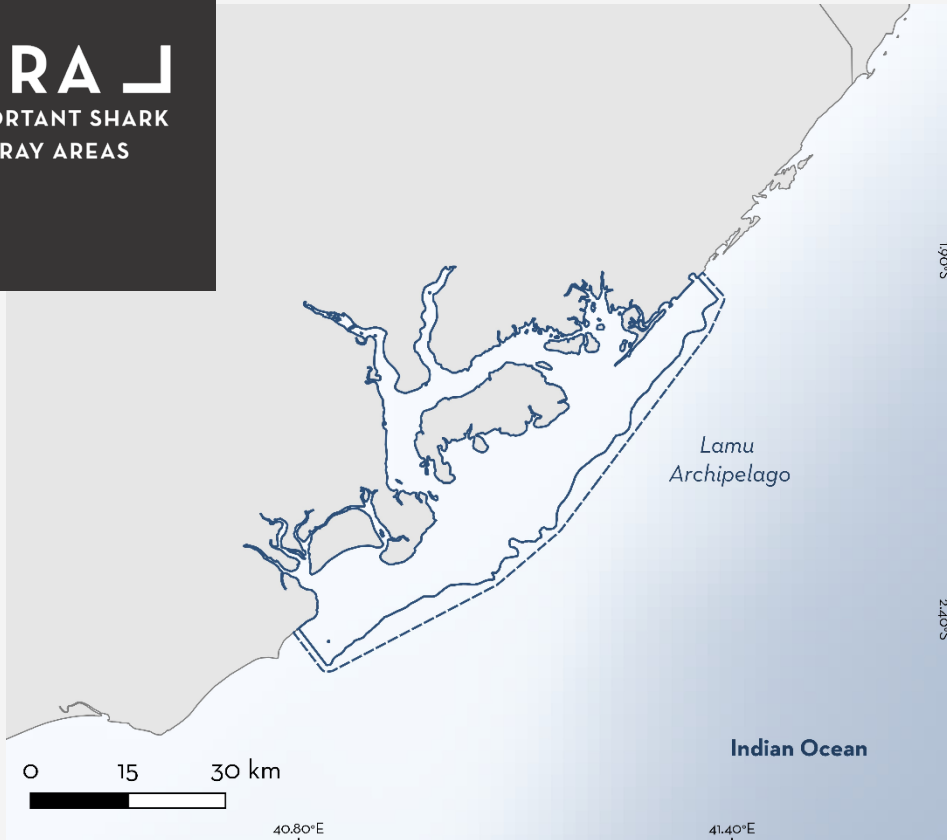 RA
ORTANT SHARK
RAY AREAS
1.90°S
Lamu
Archipelago
2.40°S
Indian Ocean
0 15 30 km
40.80°E 41.40°E